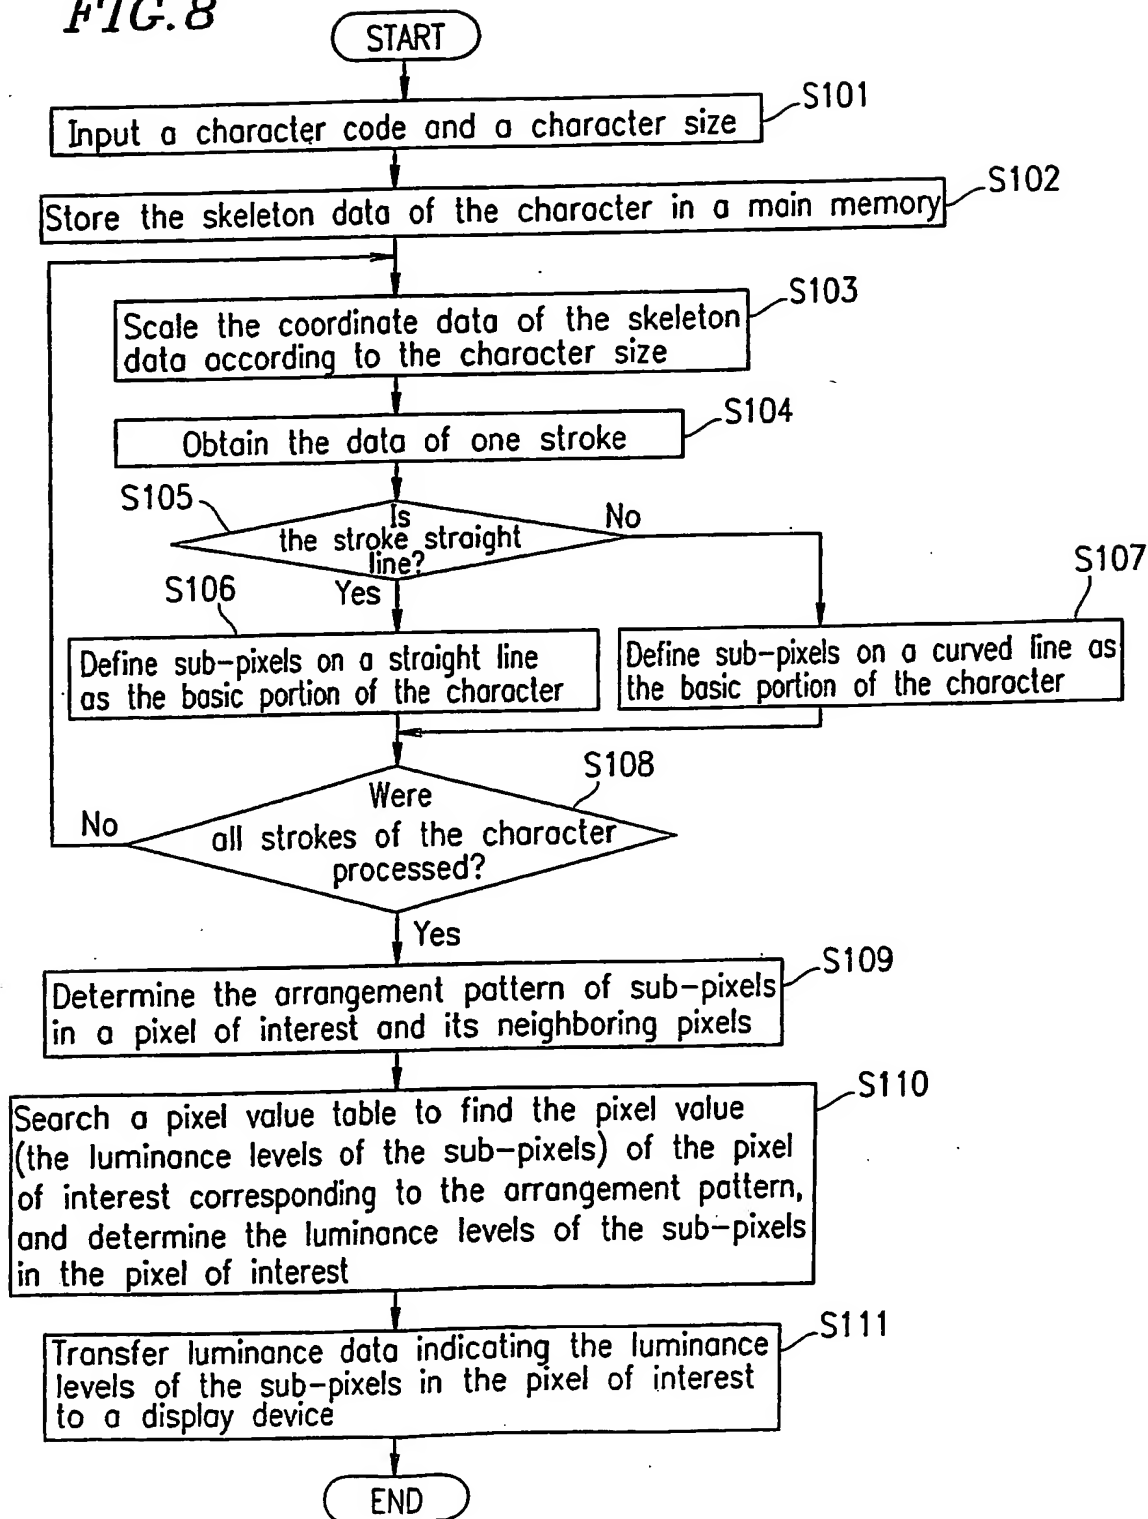 FIG.8
START
S101
Input a character code and a character size
S102
Store the skeleton data of the character in a main memory
S103
Scale the coordinate data of the skeleton
data according to the character size
S104
Obtain the data of one stroke
S105
Is
the stroke straight
line?
No
Yes
S106
Define sub-pixels on a straight line
as the basic portion of the character
S107
Define sub-pixels on a curved line as
the basic portion of the character
S108
Were
all strokes of the character
processed?
No
Yes
S109
Determine the arrangement pattern of sub-pixels
in a pixel of interest and its neighboring pixels
S110
Search a pixel value table to find the pixel value
(the luminance levels of the sub-pixels) of the pixel
of interest corresponding to the arrangement pattern,
and determine the luminance levels of the sub-pixels
in the pixel of interest
S111
Transfer luminance data indicating the luminance
levels of the sub-pixels in the pixel of interest
to a display device
END